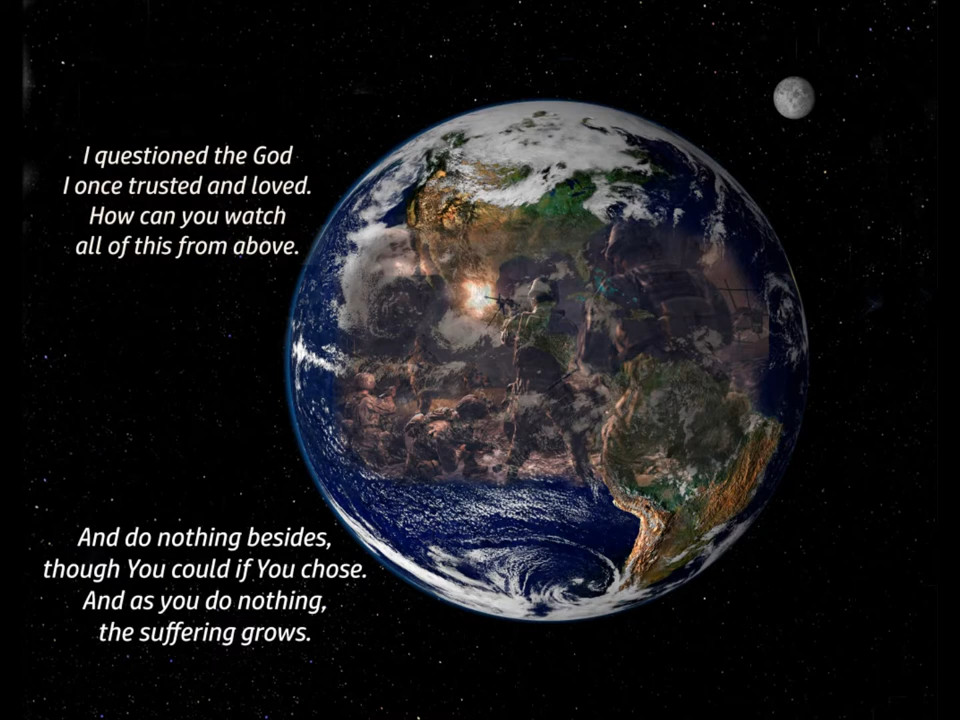 I questioned the God
I once trusted and loved.
How can you watch
all of this from above.
And do nothing besides,
though You could if You chose.
And as you do nothing,
the suffering grows.